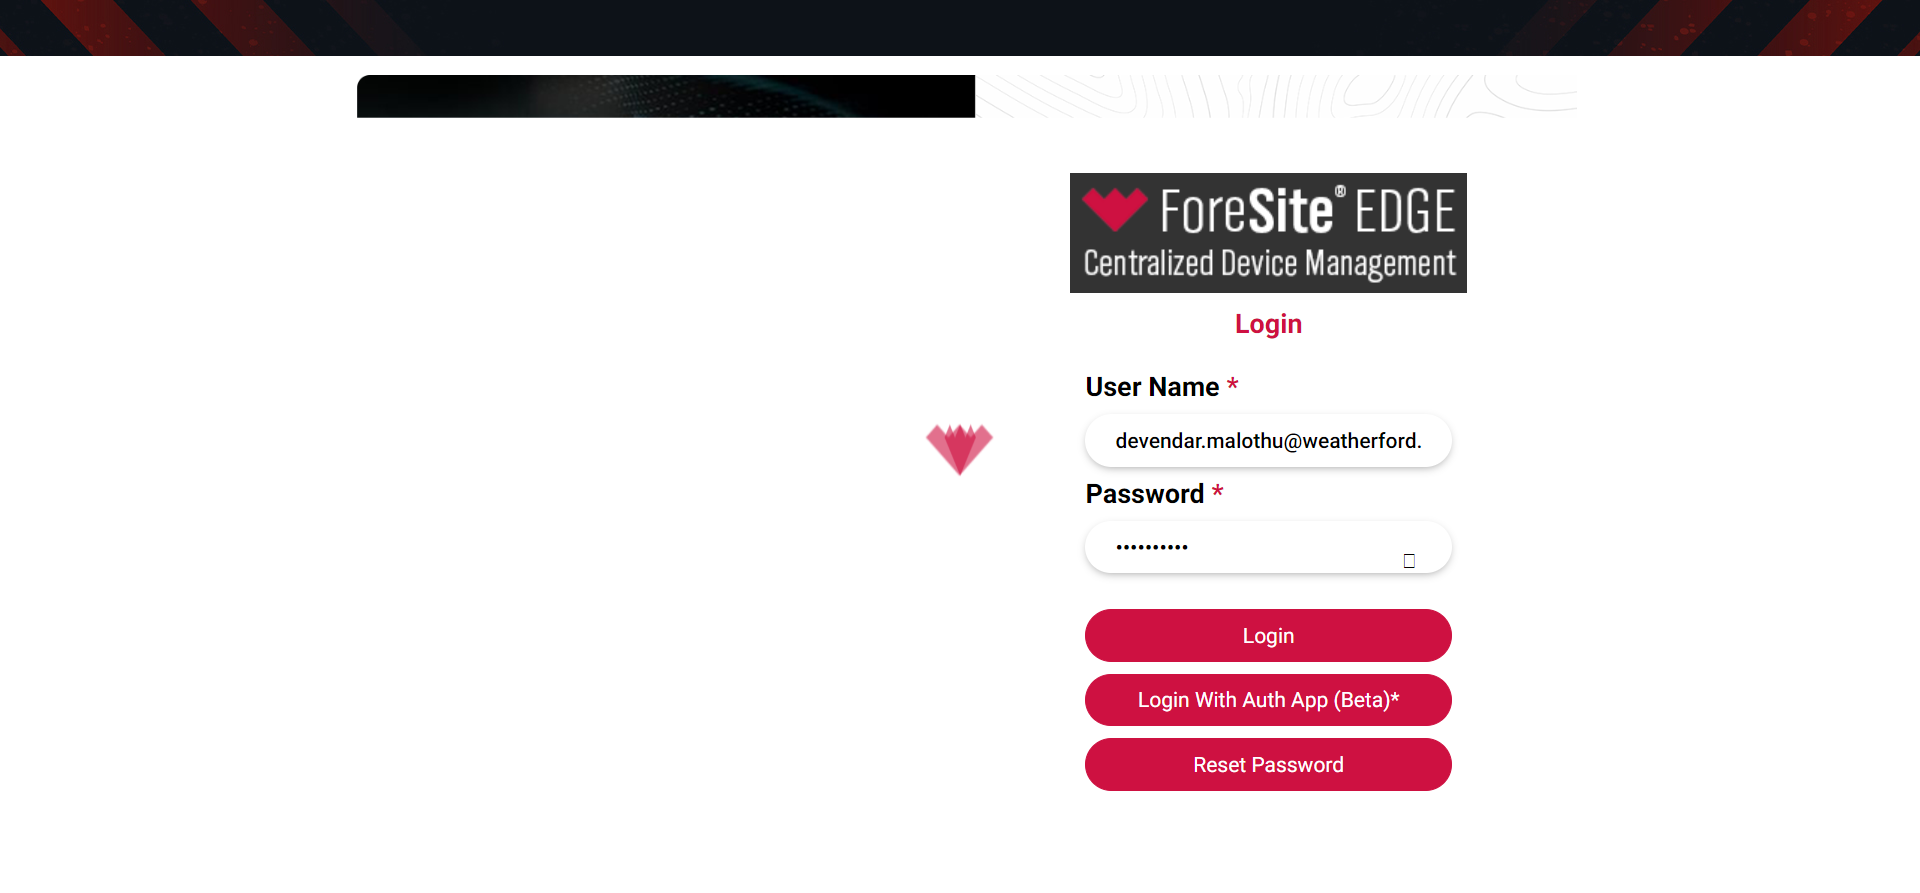 ForeSite® EDGE
Centralized Device Management
Login
User Name *
devendar.malothu@weatherford.
Password *
••••••••••
Login
Login With Auth App (Beta)*
Reset Password